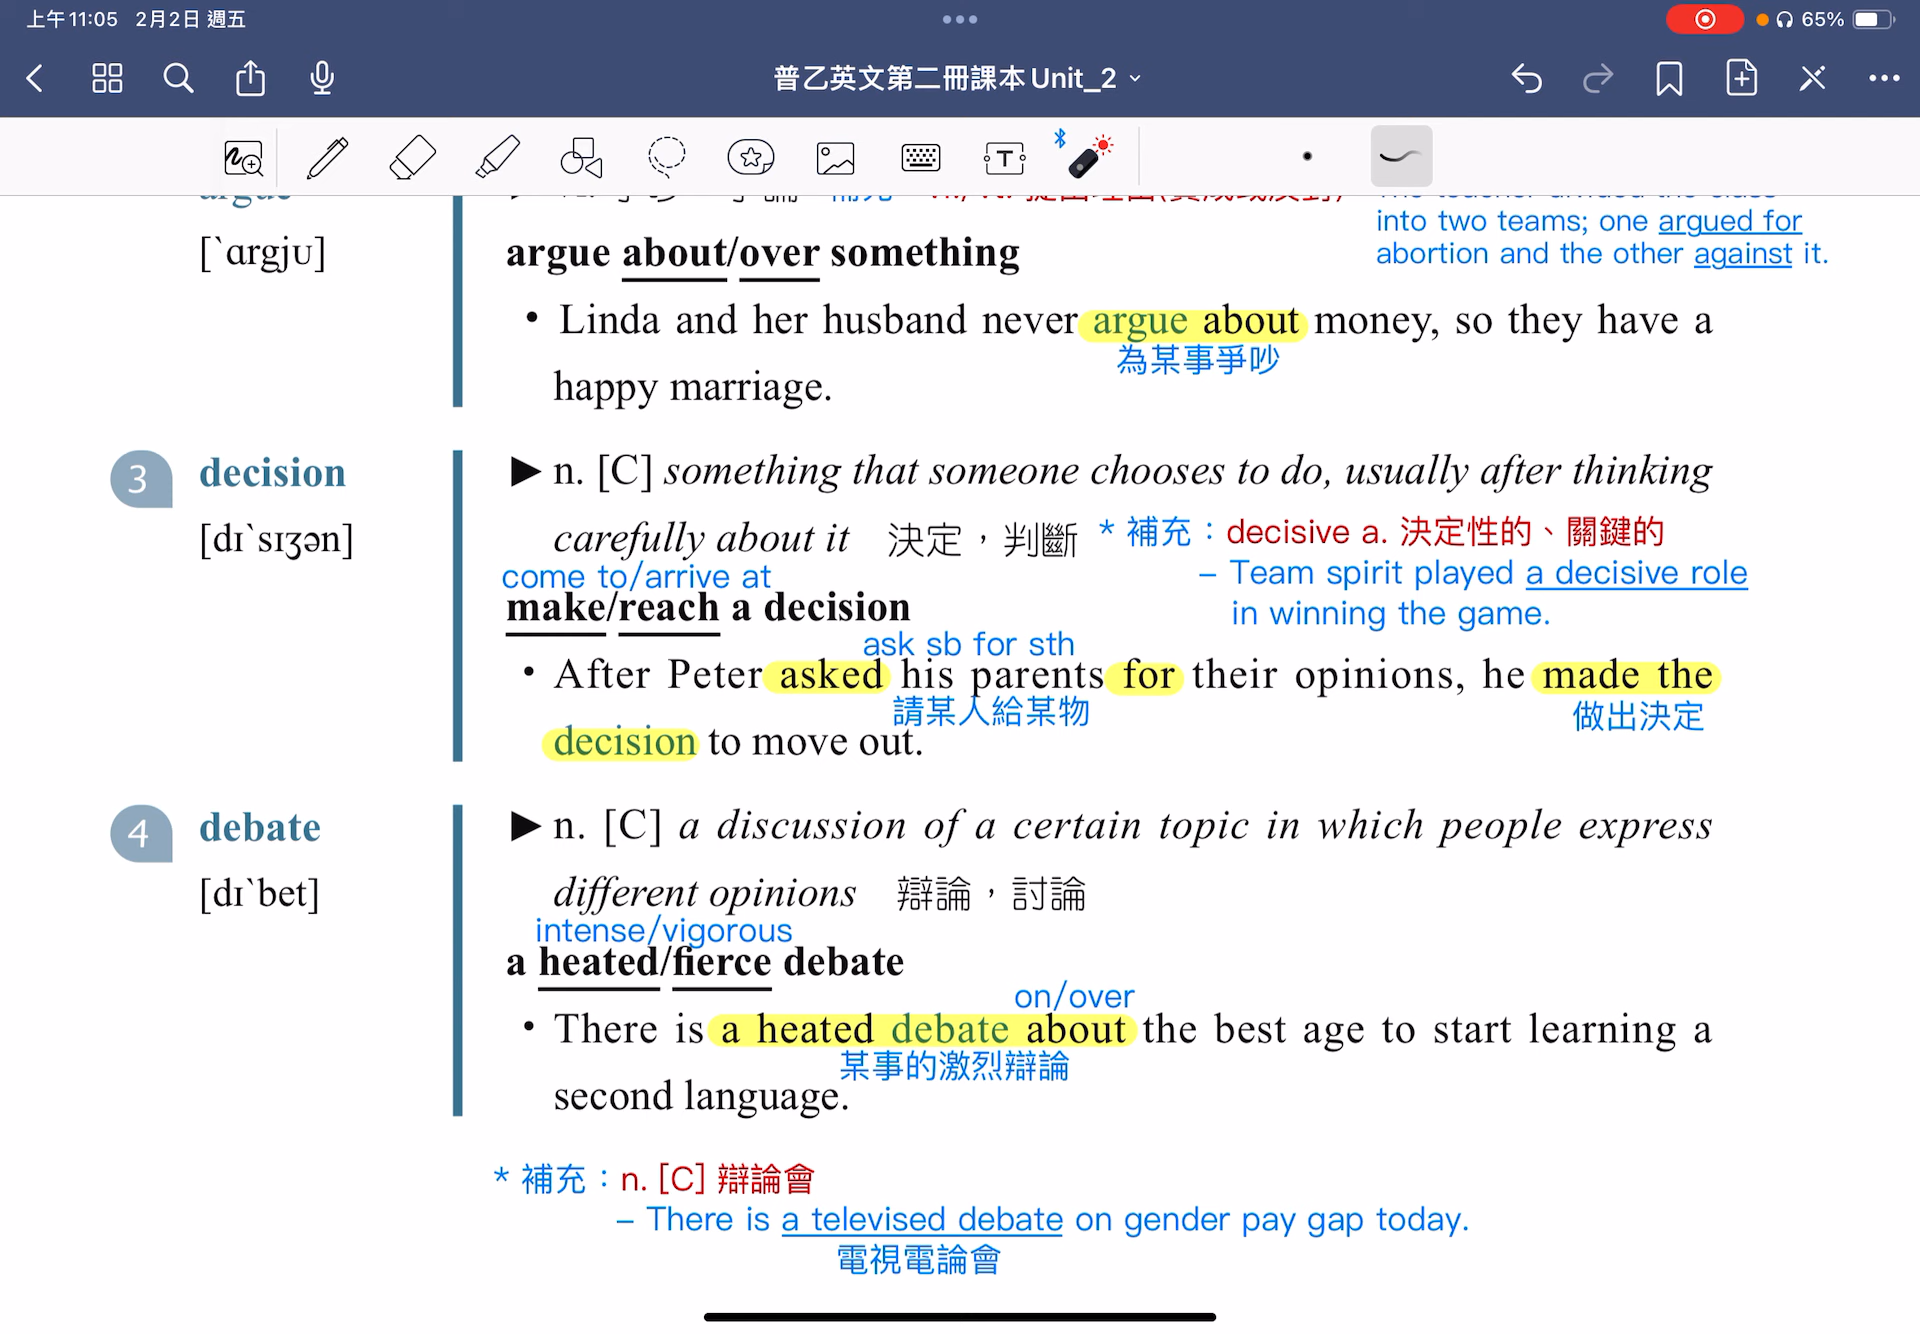 上午11:05 2月2日 週五
65%
普乙英文第二冊課本Unit_2
argue
into two teams; one argued for
[ˋɑrgjʊ]
abortion and the other against it.
argue about/over something
• Linda and her husband never argue about money, so they have a
為某事爭吵
happy marriage.
3 decision ▶ n. [C] something that someone chooses to do, usually after thinking
[dɪˋsɪʒən] carefully about it 決定，判斷 * 補充：decisive a. 決定性的、關鍵的
come to/arrive at
– Team spirit played a decisive role
make/reach a decision
in winning the game.
ask sb for sth
• After Peter asked his parents for their opinions, he made the
請某人給某物 做出決定
decision to move out.
4 debate ▶ n. [C] a discussion of a certain topic in which people express
[dɪˋbet] different opinions 辯論，討論
intense/vigorous
a heated/fierce debate
on/over
• There is a heated debate about the best age to start learning a
某事的激烈辯論
second language.
* 補充：n. [C] 辯論會
– There is a televised debate on gender pay gap today.
電視電論會